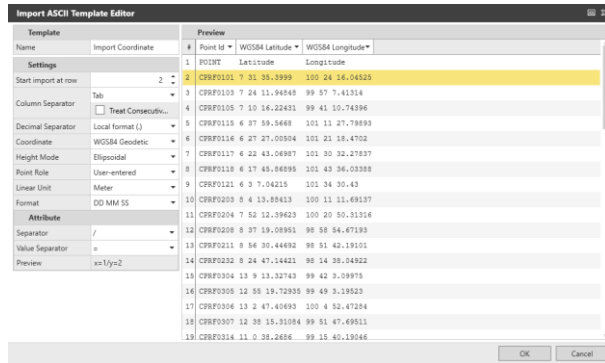 Import ASCII Template Editor
Template
Name Import Coordinate
Settings
Start import at row 2
Column Separator Tab
Treat Consecutiv...
Decimal Separator Local format (.)
Coordinate WGS84 Geodetic
Height Mode Ellipsoidal
Point Role User-entered
Linear Unit Meter
Format DD MM SS
Attribute
Separator /
Value Separator =
Preview x=1/y=2
Preview
# Point Id WGS84 Latitude WGS84 Longitude
1 POINT Latitude Longitude
2 CPRF0101 7 31 35.3999 100 24 16.04525
3 CPRF0103 7 24 11.94848 99 57 7.41314
4 CPRF0105 7 10 16.22431 99 41 10.74396
5 CPRF0115 6 37 59.5668 101 11 27.79893
6 CPRF0116 6 27 27.00504 101 21 18.4702
7 CPRF0117 6 22 43.06987 101 30 32.27837
8 CPRF0118 6 17 45.86895 101 43 36.03388
9 CPRF0121 6 3 7.04215 101 34 30.43
10 CPRF0203 8 4 13.88413 100 11 11.69137
11 CPRF0204 7 52 12.39623 100 20 50.31316
12 CPRF0208 8 37 19.08951 98 58 54.67193
13 CPRF0211 8 56 30.44692 98 51 42.19101
14 CPRF0232 8 24 47.14421 98 14 38.04922
15 CPRF0304 13 9 13.32743 99 42 3.09975
16 CPRF0305 12 55 19.72935 99 49 3.19523
17 CPRF0306 13 2 47.40693 100 4 52.47284
18 CPRF0307 12 38 15.31084 99 51 47.69511
19 CPRF0314 11 0 38.2686 99 15 40.19046
OK Cancel